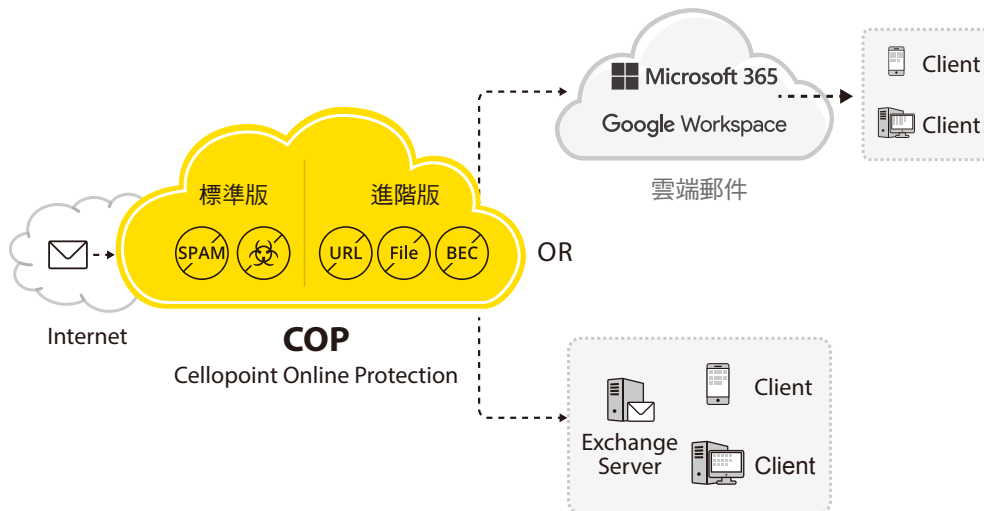 Microsoft 365
Google Workspace
雲端郵件
Client
Client
標準版
進階版
SPAM
URL
File
BEC
OR
Internet
COP
Cellopoint Online Protection
Exchange
Server
Client
Client